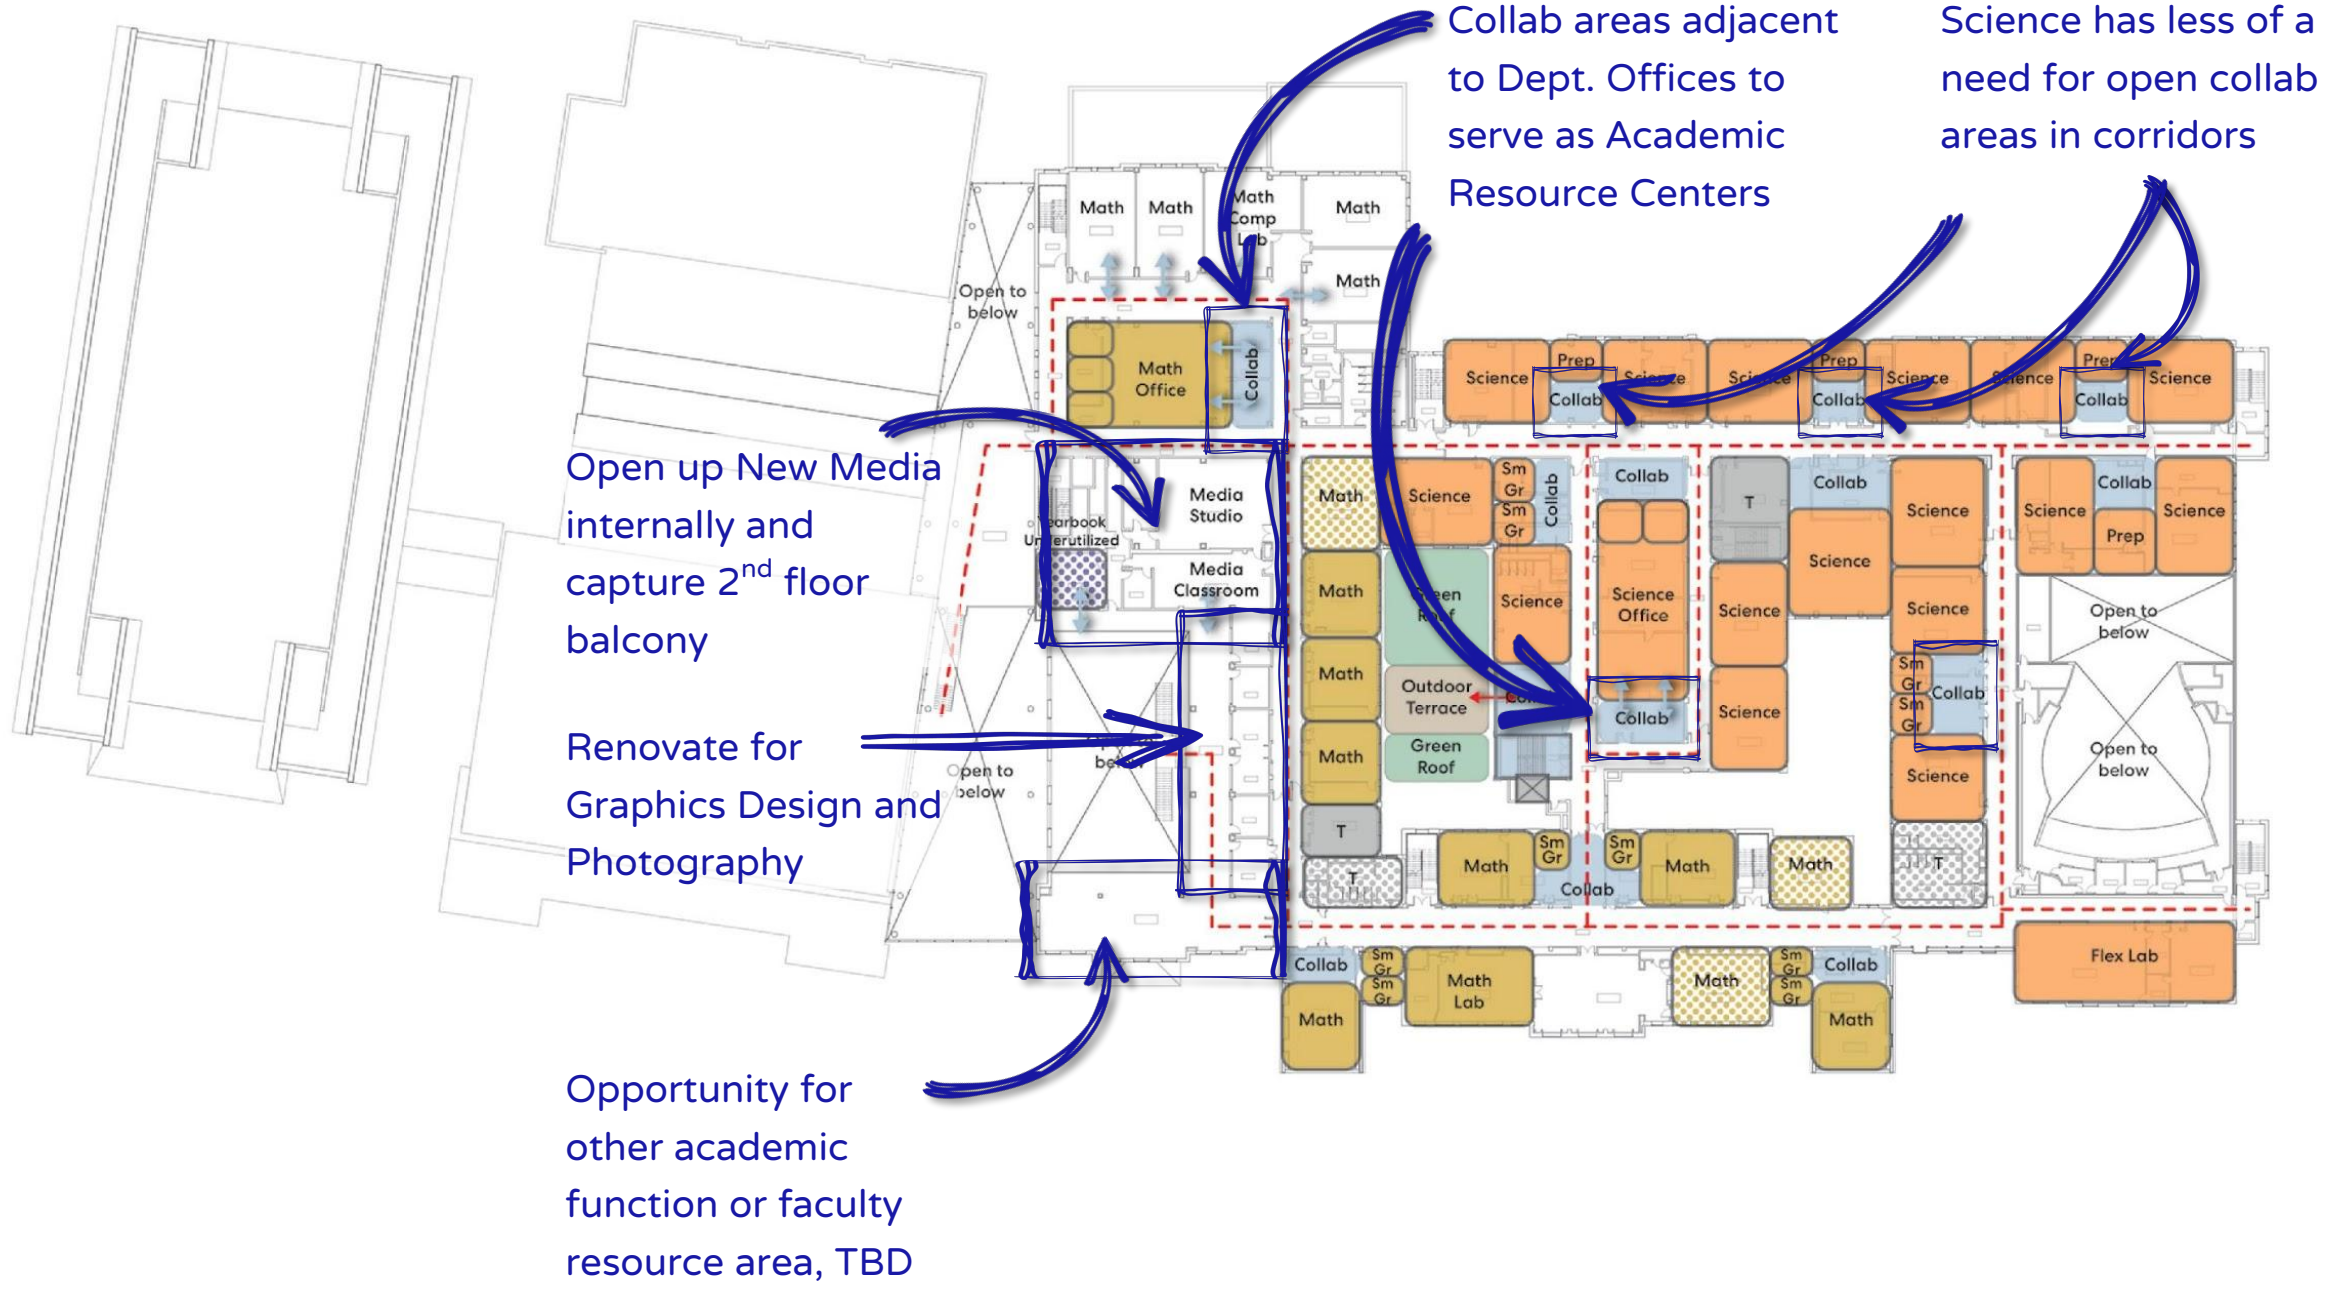 Collab areas adjacent
to Dept. Offices to
serve as Academic
Resource Centers
Science has less of a
need for open collab
areas in corridors
Open up New Media
internally and
capture 2nd floor
balcony
Renovate for
Graphics Design and
Photography
Opportunity for
other academic
function or faculty
resource area, TBD
Math
Math
Math
Comp
Lab
Math
Math
Open to
below
Math
Office
Collab
Media
Studio
Yearbook
Underutilized
Media
Classroom
Open to
below
below
Science
Prep
Collab
Science
Science
Prep
Collab
Science
Science
Prep
Collab
Science
Math
Science
Sm
Gr
Sm
Gr
Collab
Collab
T
Collab
Science
Science
Collab
Prep
Science
Math
Green
Roof
Science
Science
Office
Science
Science
Science
Open to
below
Math
Outdoor
Terrace
Collab
Science
Sm
Gr
Sm
Gr
Collab
Math
Green
Roof
Science
Open to
below
T
T
Math
Sm
Gr
Collab
Sm
Gr
Math
Math
T
Collab
Sm
Gr
Sm
Gr
Math
Math
Lab
Math
Sm
Gr
Sm
Gr
Collab
Math
Flex Lab